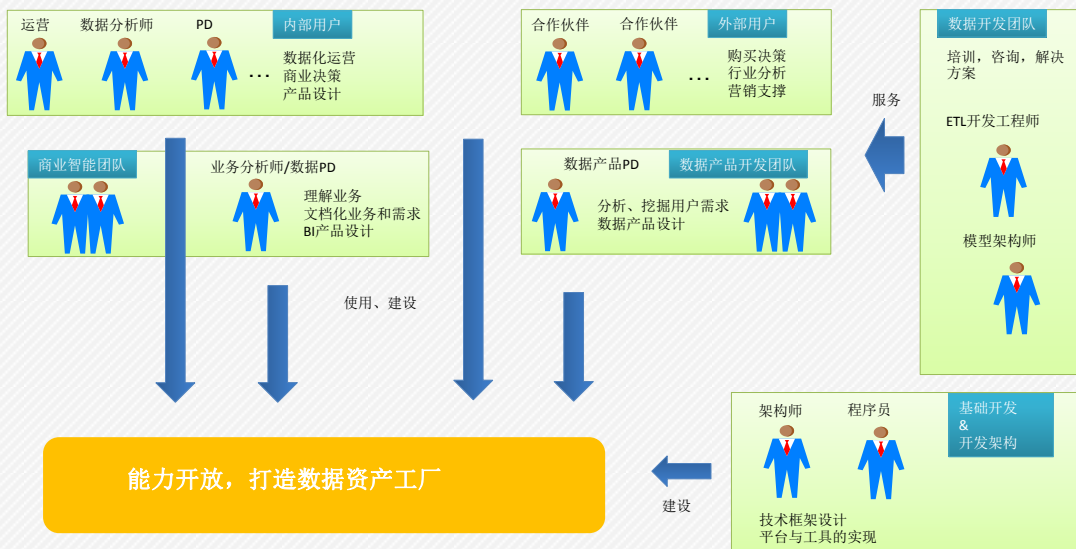 运营
数据分析师
PD
内部用户
数据化运营
商业决策
产品设计
...
合作伙伴
合作伙伴
外部用户
购买决策
行业分析
营销支撑
...
数据开发团队
培训，咨询，解决
方案
ETL开发工程师
模型架构师
服务
商业智能团队
业务分析师/数据PD
理解业务
文档化业务和需求
BI产品设计
数据产品PD
数据产品开发团队
分析、挖掘用户需求
数据产品设计
使用、建设
架构师
程序员
基础开发
&
开发架构
技术框架设计
平台与工具的实现
建设
能力开放，打造数据资产工厂